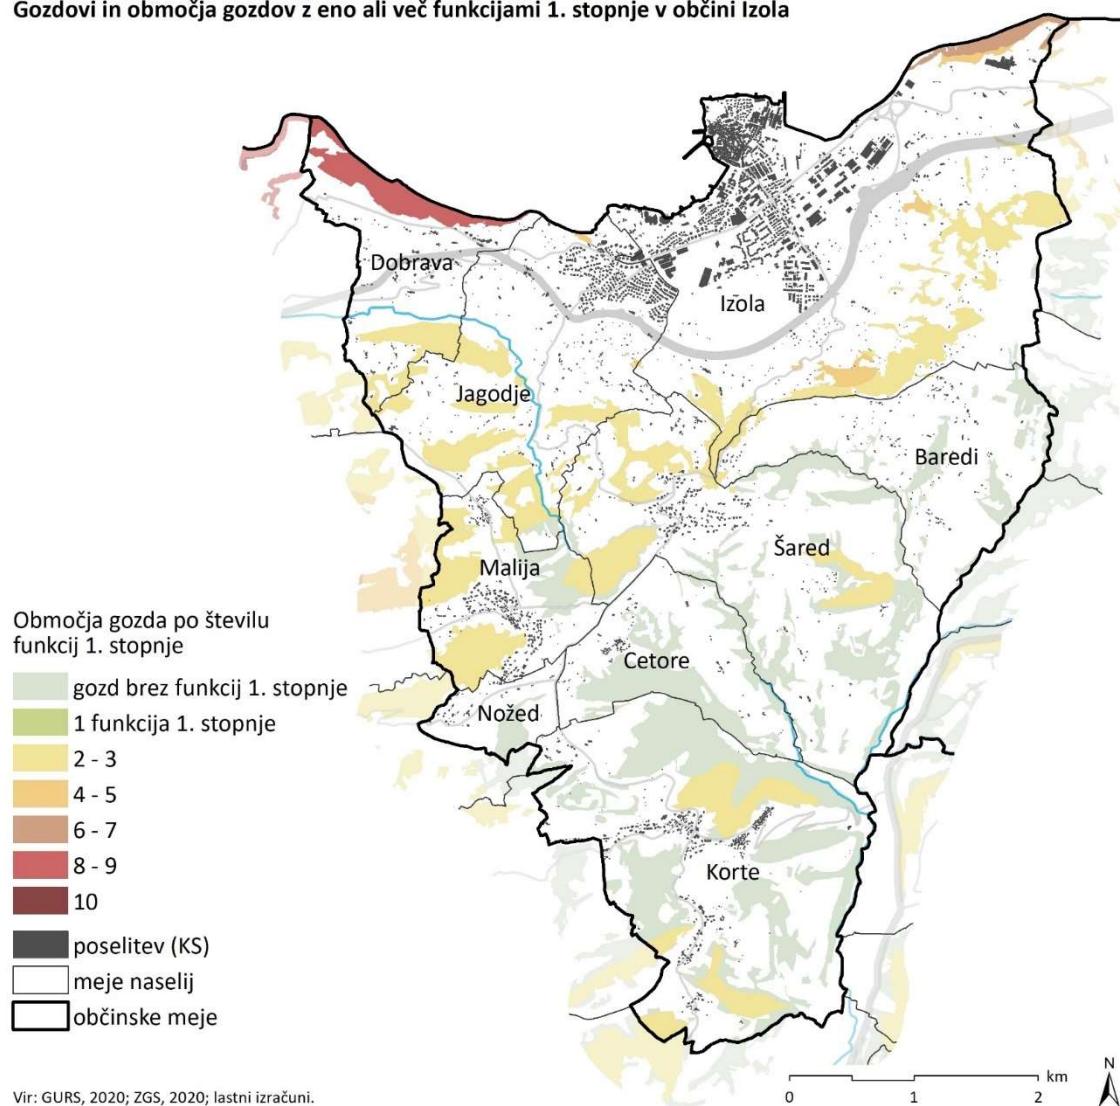 Gozdovi in območja gozdov z eno ali več funkcijami 1. stopnje v občini Izola
Dobrava
Izola
Jagodje
Baredi
Šared
Malija
Cetore
Nožed
Korte
Območja gozda po številu
funkcij 1. stopnje
gozd brez funkcij 1. stopnje
1 funkcija 1. stopnje
2 - 3
4 - 5
6 - 7
8 - 9
10
poselitev (KS)
meje naselij
občinske meje
Vir: GURS, 2020; ZGS, 2020; lastni izračuni.
km
0 1 2
N